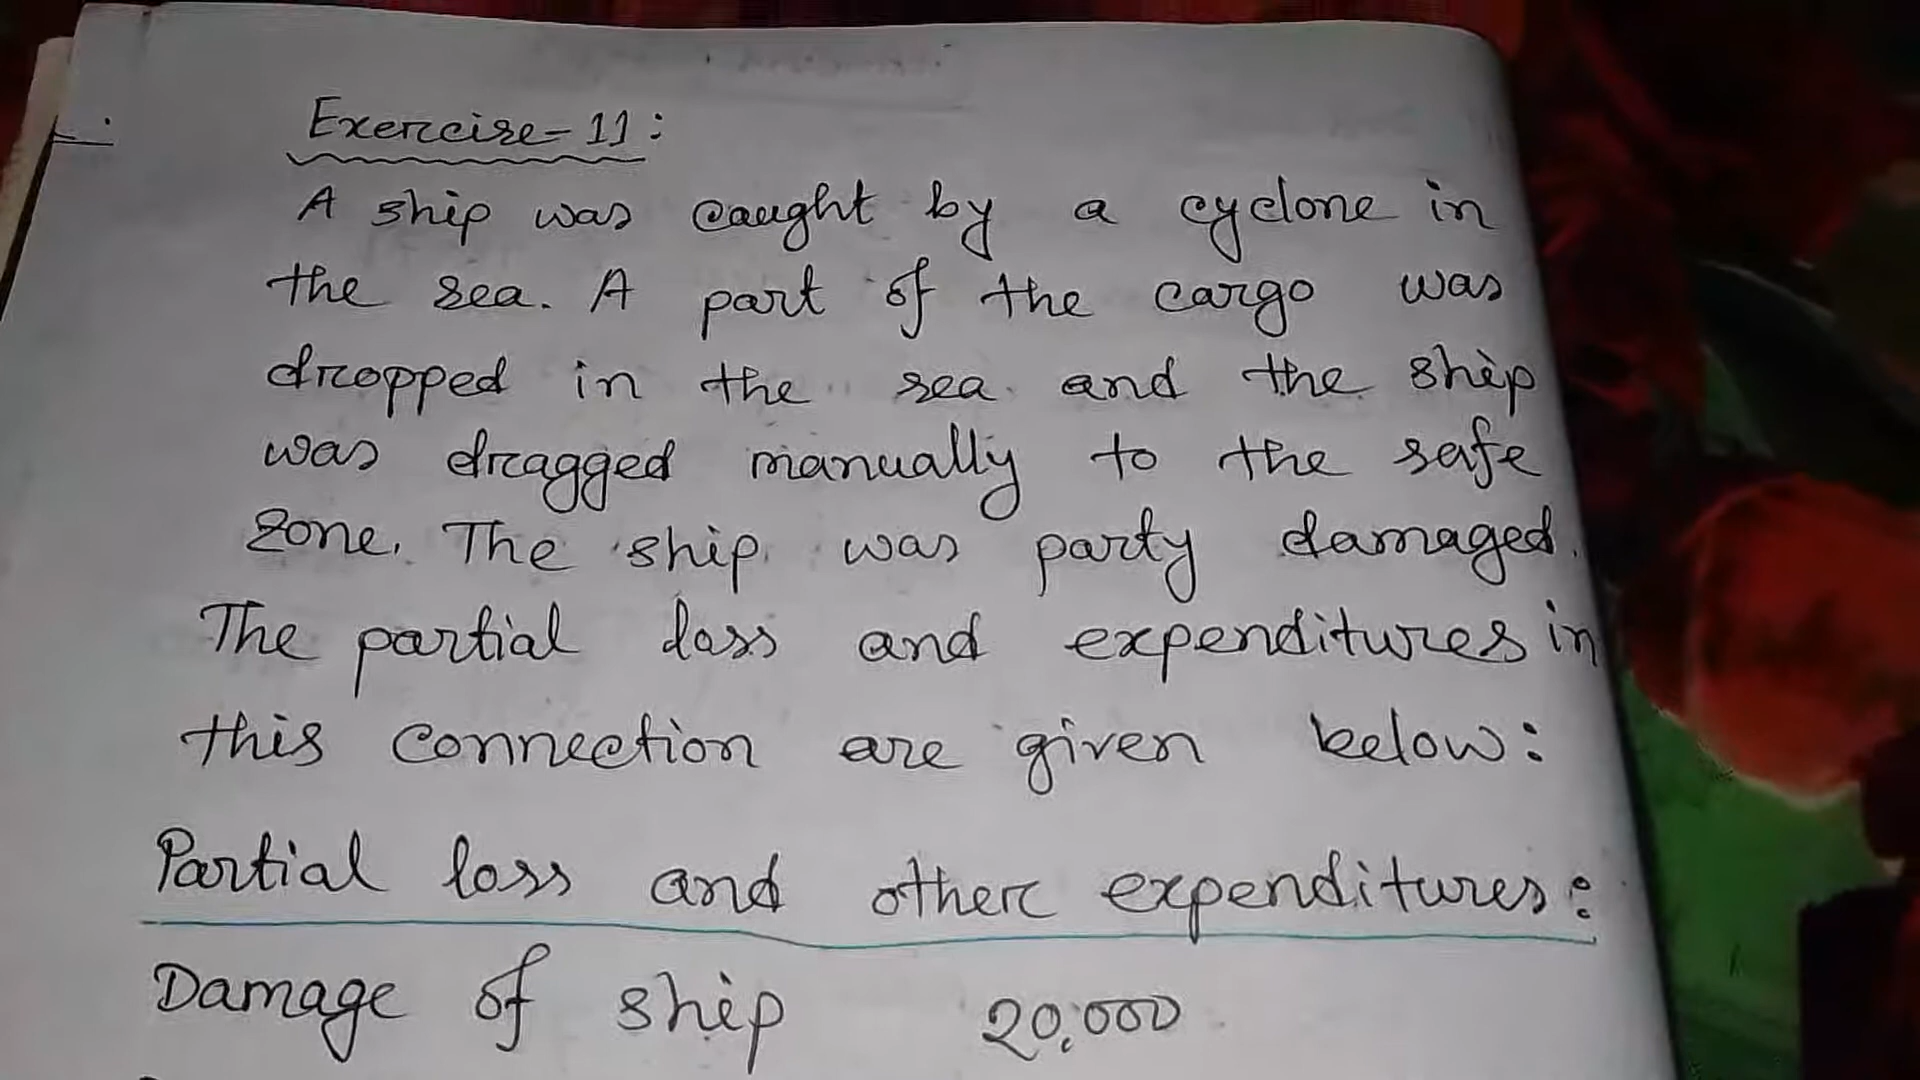 Exercise-11:
A ship was caught by a cyclone in
the sea. A part of the cargo was
dropped in the sea and the ship
was dragged manually to the safe
zone. The ship was party damaged.
The partial loss and expenditures in
this connection are given below:
Partial loss and other expenditures:
Damage of ship 20,000